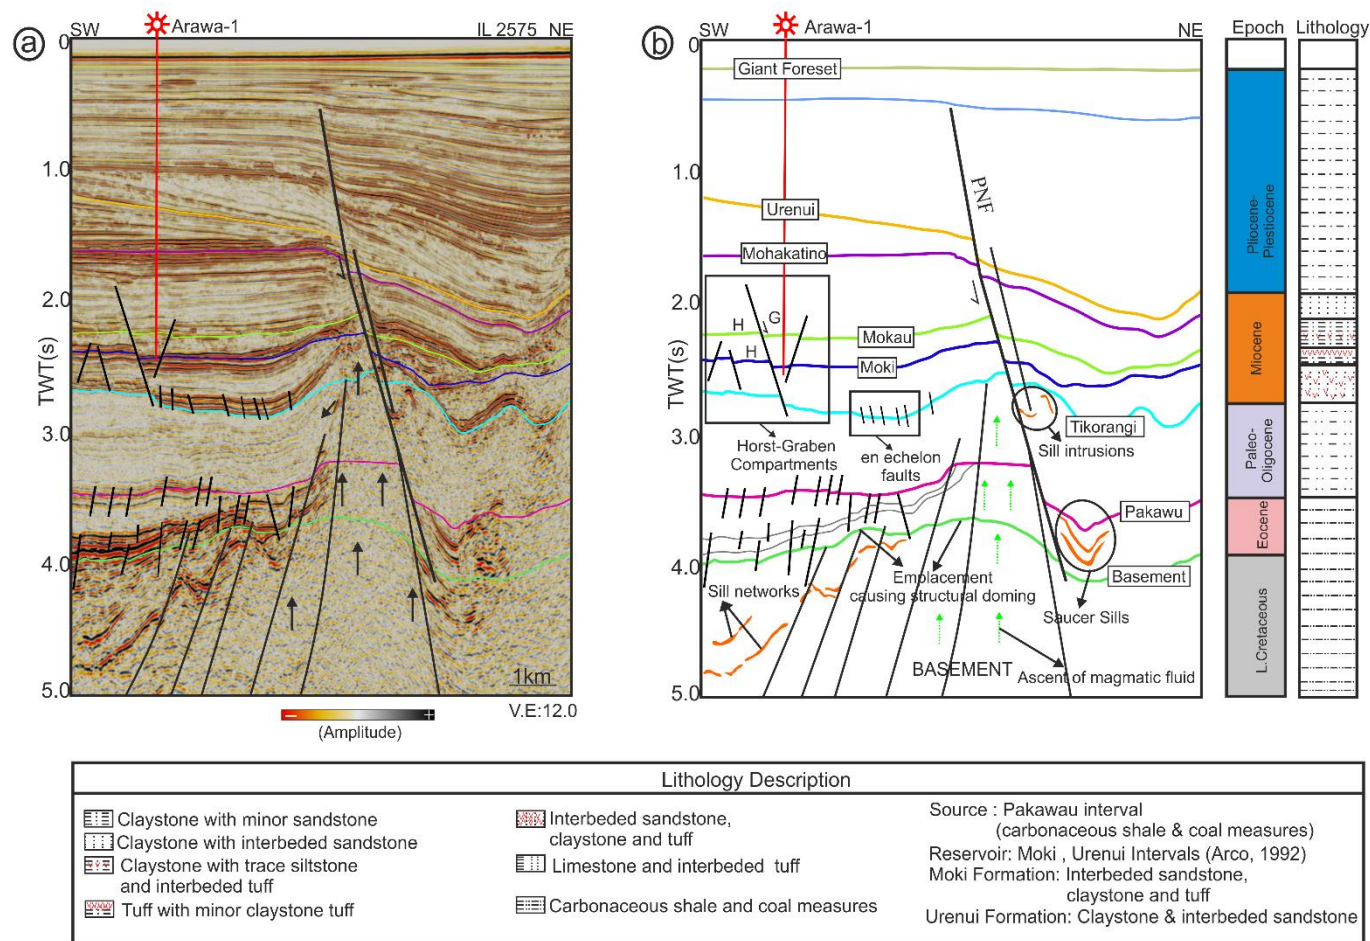 a
SW
Arawa-1
IL 2575
NE
0
1.0
2.0
3.0
4.0
5.0
TWT(s)
1km
V.E:12.0
– +
(Amplitude)
b
SW
Arawa-1
NE
0
1.0
2.0
3.0
4.0
5.0
TWT(s)
Giant Foreset
PNF
Urenui
Mohakatino
H
G
Mokau
H
Moki
Tikorangi
Horst-Graben
Compartments
en echelon
faults
Sill intrusions
Pakawu
Basement
Sill networks
Emplacement
causing structural doming
Saucer Sills
BASEMENT
Ascent of magmatic fluid
Epoch
Lithology
Pliocene-
Plestiocene
Miocene
Paleo-
Oligocene
Eocene
L.Cretaceous
Lithology Description
Claystone with minor sandstone
Claystone with interbeded sandstone
Claystone with trace siltstone
and interbeded tuff
Tuff with minor claystone tuff
Interbeded sandstone,
claystone and tuff
Limestone and interbeded tuff
Carbonaceous shale and coal measures
Source : Pakawau interval
(carbonaceous shale & coal measures)
Reservoir: Moki , Urenui Intervals (Arco, 1992)
Moki Formation: Interbeded sandstone,
claystone and tuff
Urenui Formation: Claystone & interbeded sandstone